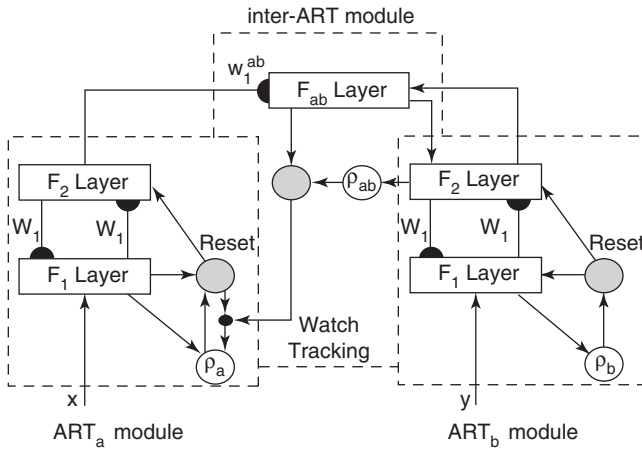 inter-ART module
w₁ᵃᵇ
Fₐb Layer
F₂ Layer
ρₐb
F₂ Layer
W₁
W₁
Reset
W₁
W₁
Reset
F₁ Layer
F₁ Layer
Watch
Tracking
ρₐ
ρb
x
y
ARTₐ module
ARTb module